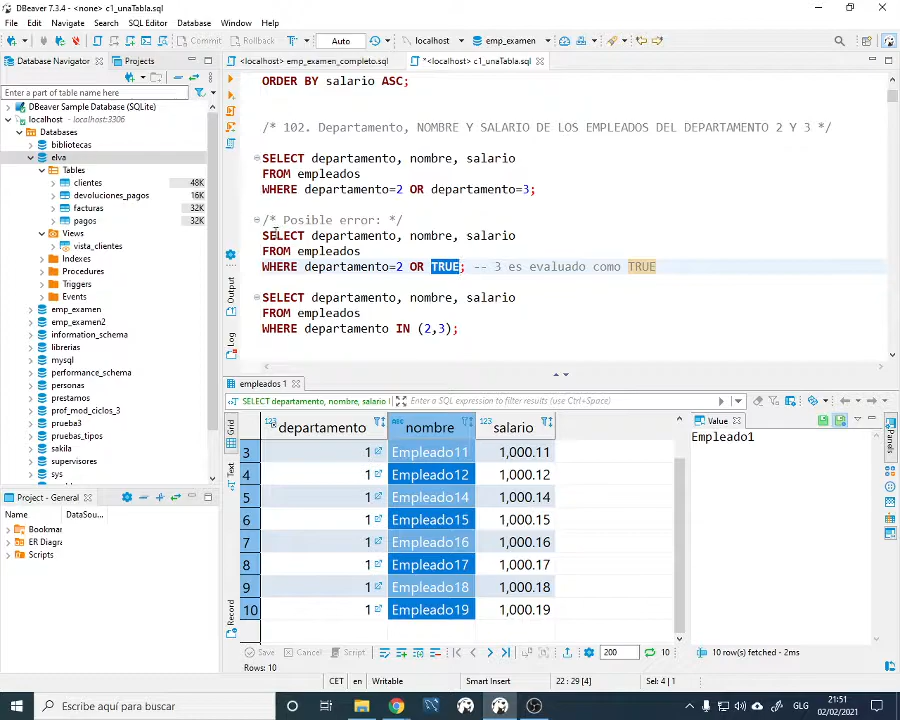 DBeaver 7.3.4 - <none> c1_unaTabla.sql
File Edit Navigate Search SQL Editor Database Window Help
Commit Rollback Auto localhost emp_examen
Database Navigator Projects
*<localhost> emp_examen_completo.sql *<localhost> c1_unaTabla.sql
Enter a part of table name here
DBeaver Sample Database (SQLite)
localhost - localhost:3306
Databases
bibliotecas
elva
Tables
clientes 48K
devoluciones_pagos 16K
facturas 32K
pagos 32K
Views
vista_clientes
Indexes
Procedures
Triggers
Events
emp_examen
emp_examen2
information_schema
librerias
mysql
performance_schema
personas
prestamos
prof_mod_ciclos_3
prueba3
pruebas_tipos
sakila
supervisores
sys
ORDER BY salario ASC;
/* 102. Departamento, NOMBRE Y SALARIO DE LOS EMPLEADOS DEL DEPARTAMENTO 2 Y 3 */
SELECT departamento, nombre, salario
FROM empleados
WHERE departamento=2 OR departamento=3;
/* Posible error: */
SELECT departamento, nombre, salario
FROM empleados
WHERE departamento=2 OR TRUE; -- 3 es evaluado como TRUE
SELECT departamento, nombre, salario
FROM empleados
WHERE departamento IN (2,3);
Output
Log
Project - General
Name DataSou...
Bookmar
ER Diagra
Scripts
empleados 1
SELECT departamento, nombre, salario Enter a SQL expression to filter results (use Ctrl+Space)
Grid
Text
Record
123 departamento ABC nombre 123 salario
3 1 Empleado11 1,000.11
4 1 Empleado12 1,000.12
5 1 Empleado14 1,000.14
6 1 Empleado15 1,000.15
7 1 Empleado16 1,000.16
8 1 Empleado17 1,000.17
9 1 Empleado18 1,000.18
10 1 Empleado19 1,000.19
Value
Empleado1
Panels
Save Cancel Script 200 10 10 row(s) fetched - 2ms
Rows: 10
CET en Writable Smart Insert 22 : 29 [4] Sel: 4 | 1
Escribe aquí para buscar
GLG
21:51
02/02/2021